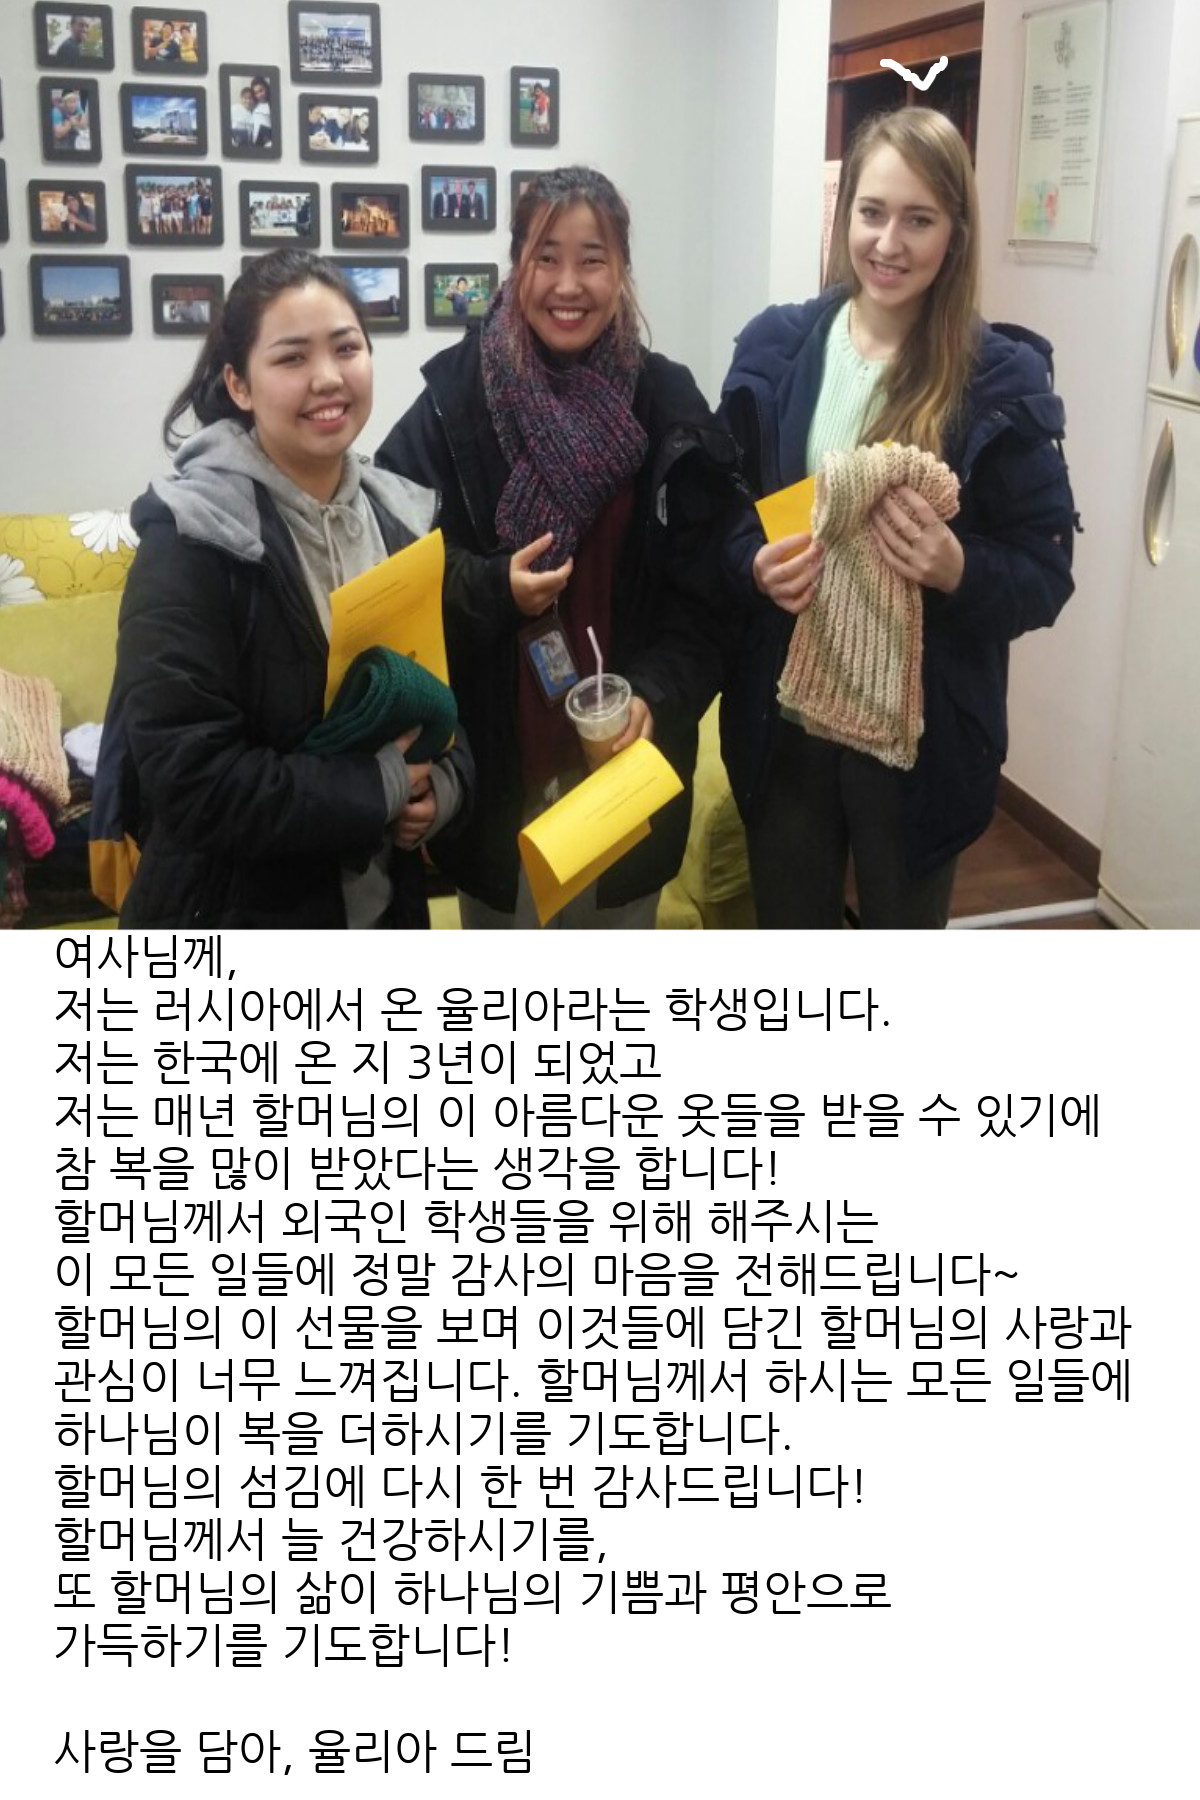 여사님께,
저는 러시아에서 온 율리아라는 학생입니다.
저는 한국에 온 지 3년이 되었고
저는 매년 할머님의 이 아름다운 옷들을 받을 수 있기에
참 복을 많이 받았다는 생각을 합니다!
할머님께서 외국인 학생들을 위해 해주시는
이 모든 일들에 정말 감사의 마음을 전해드립니다~
할머님의 이 선물을 보며 이것들에 담긴 할머님의 사랑과
관심이 너무 느껴집니다. 할머님께서 하시는 모든 일들에
하나님이 복을 더하시기를 기도합니다.
할머님의 섬김에 다시 한 번 감사드립니다!
할머님께서 늘 건강하시기를,
또 할머님의 삶이 하나님의 기쁨과 평안으로
가득하기를 기도합니다!
사랑을 담아, 율리아 드림